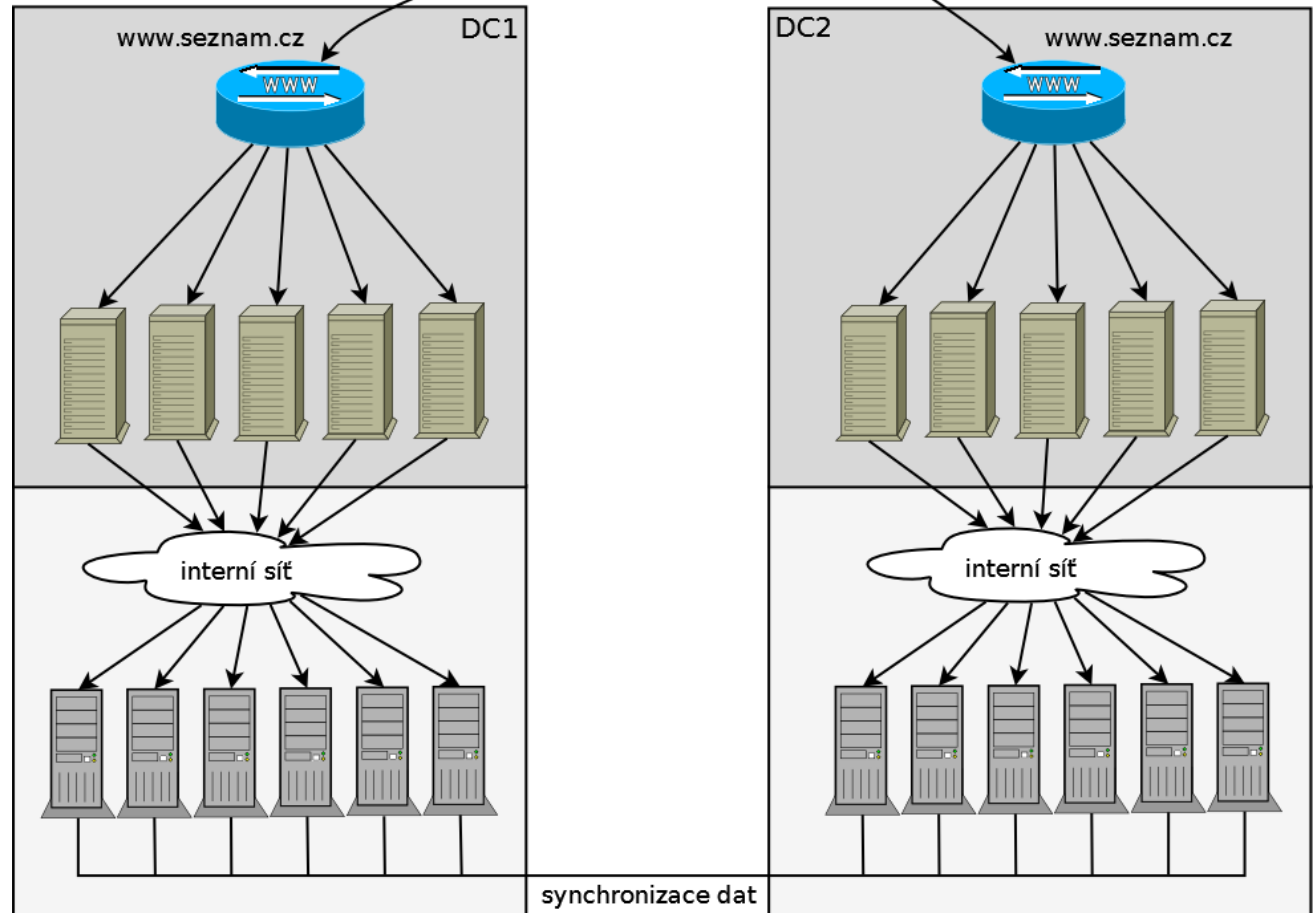 www.seznam.cz
DC1
WWW
interní síť
DC2
www.seznam.cz
WWW
interní síť
synchronizace dat